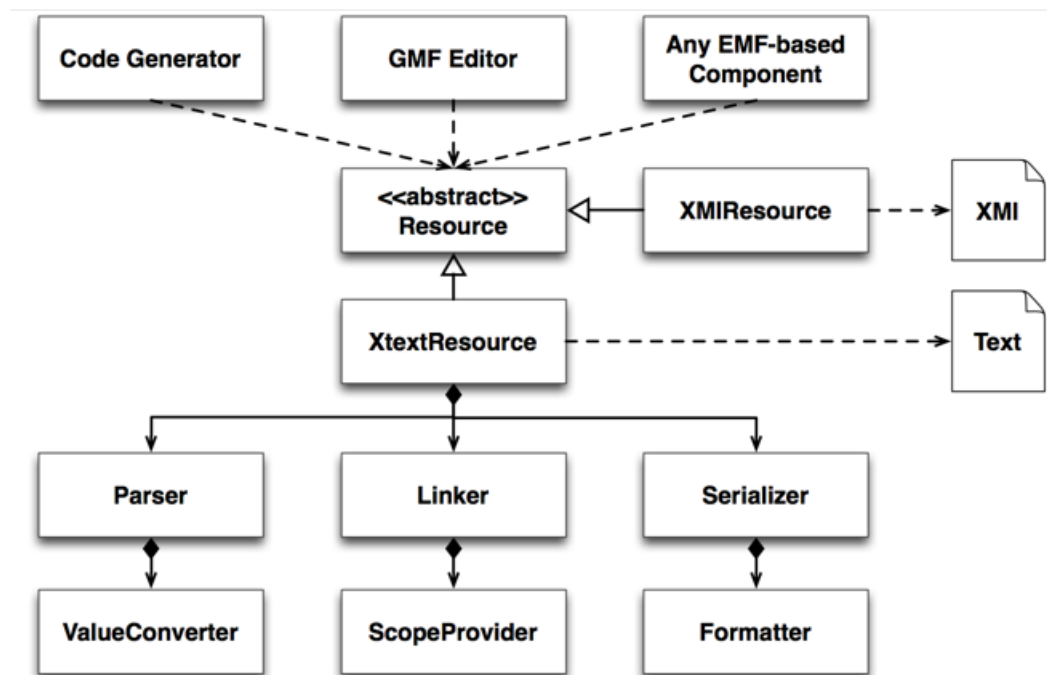 Code Generator
GMF Editor
Any EMF-based
Component
<<abstract>>
Resource
XMIResource
XMI
XtextResource
Text
Parser
Linker
Serializer
ValueConverter
ScopeProvider
Formatter